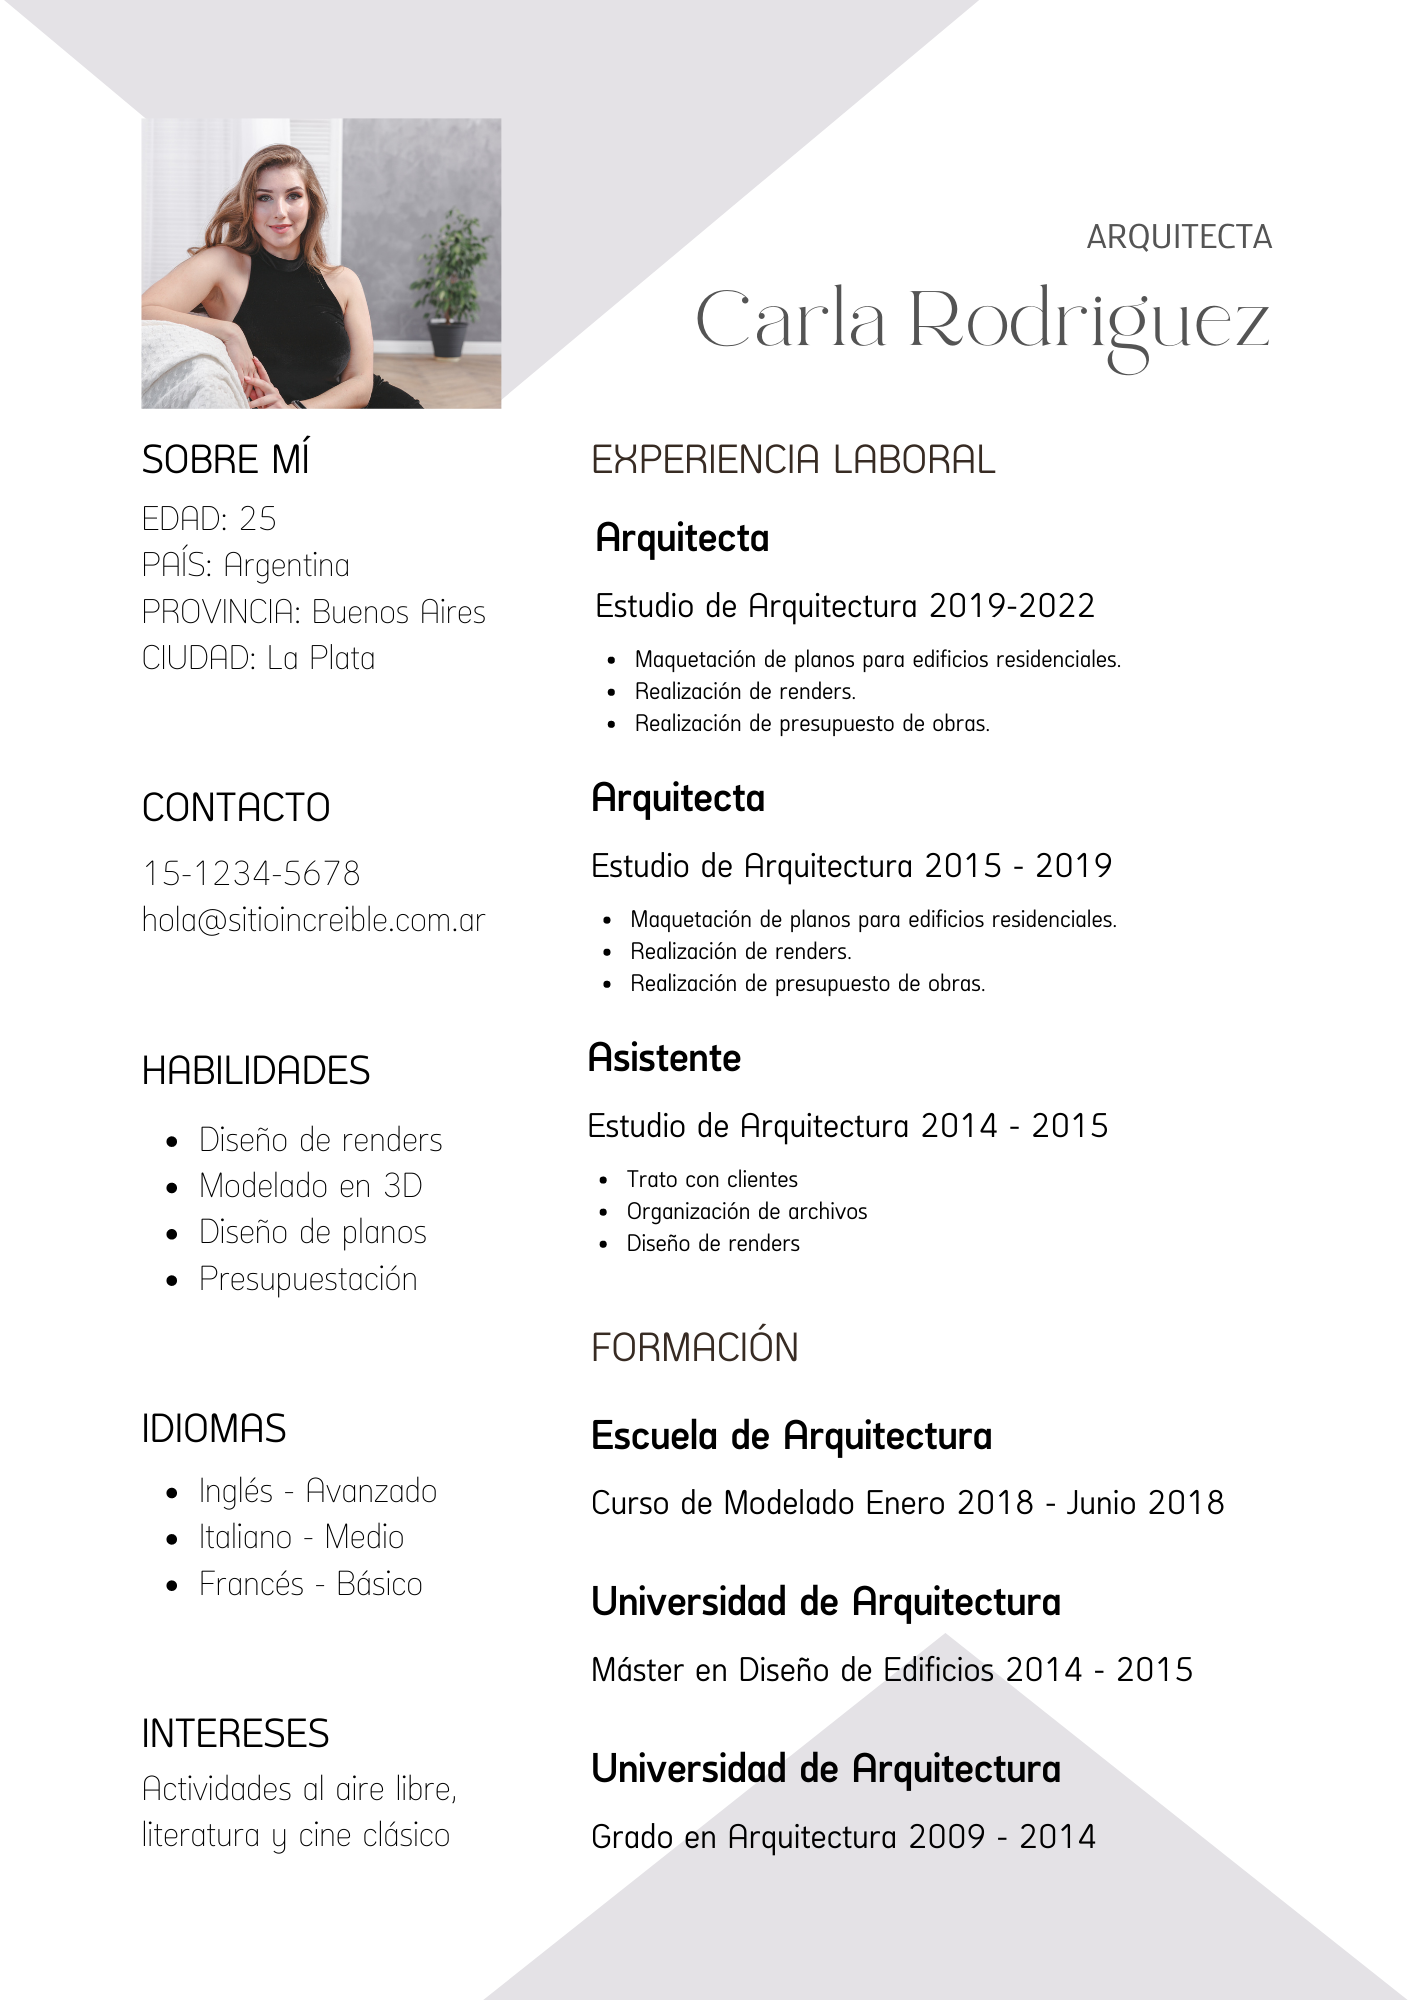 ARQUITECTA
Carla Rodriguez
SOBRE MÍ
EDAD: 25
PAÍS: Argentina
PROVINCIA: Buenos Aires
CIUDAD: La Plata
CONTACTO
15-1234-5678
hola@sitioincreible.com.ar
HABILIDADES
• Diseño de renders
• Modelado en 3D
• Diseño de planos
• Presupuestación
IDIOMAS
• Inglés - Avanzado
• Italiano - Medio
• Francés - Básico
INTERESES
Actividades al aire libre,
literatura y cine clásico
EXPERIENCIA LABORAL
Arquitecta
Estudio de Arquitectura 2019-2022
• Maquetación de planos para edificios residenciales.
• Realización de renders.
• Realización de presupuesto de obras.
Arquitecta
Estudio de Arquitectura 2015 - 2019
• Maquetación de planos para edificios residenciales.
• Realización de renders.
• Realización de presupuesto de obras.
Asistente
Estudio de Arquitectura 2014 - 2015
• Trato con clientes
• Organización de archivos
• Diseño de renders
FORMACIÓN
Escuela de Arquitectura
Curso de Modelado Enero 2018 - Junio 2018
Universidad de Arquitectura
Máster en Diseño de Edificios 2014 - 2015
Universidad de Arquitectura
Grado en Arquitectura 2009 - 2014